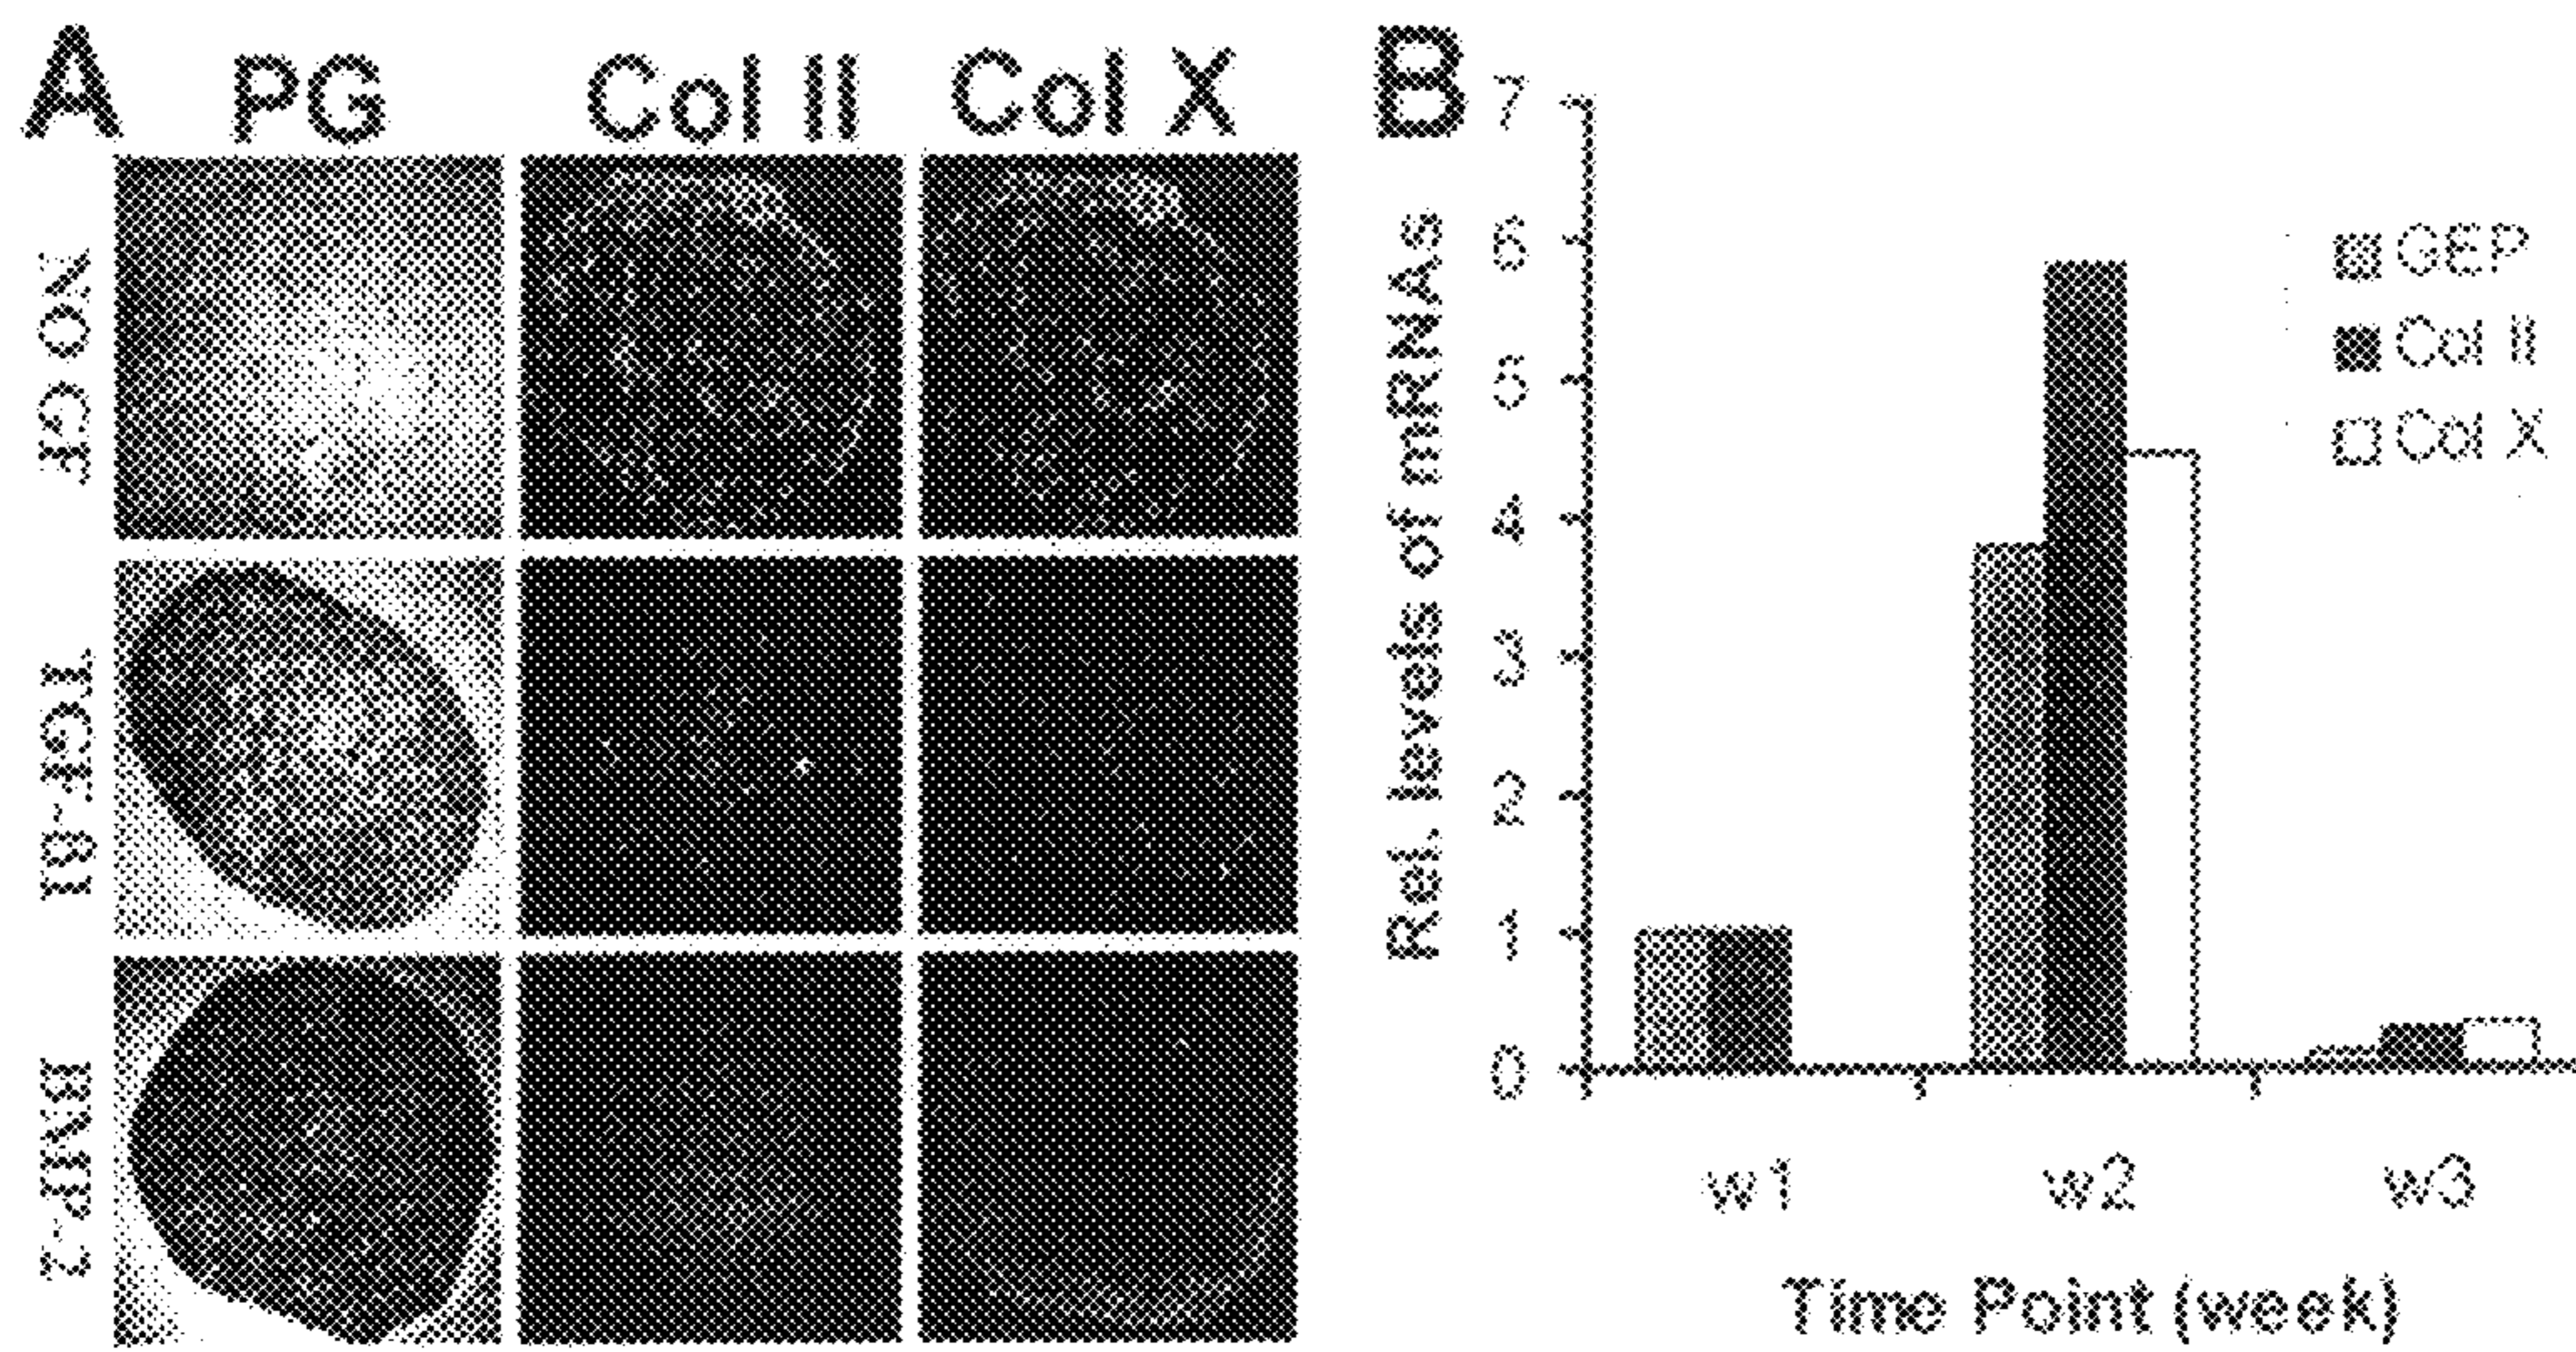 A
PG
Col II
Col X
NO GF
TGF-β1
BMP-2
B
Rel. levels of mRNAs
7
6
5
4
3
2
1
0
GEP
Col II
Col X
w1
w2
w3
Time Point (week)